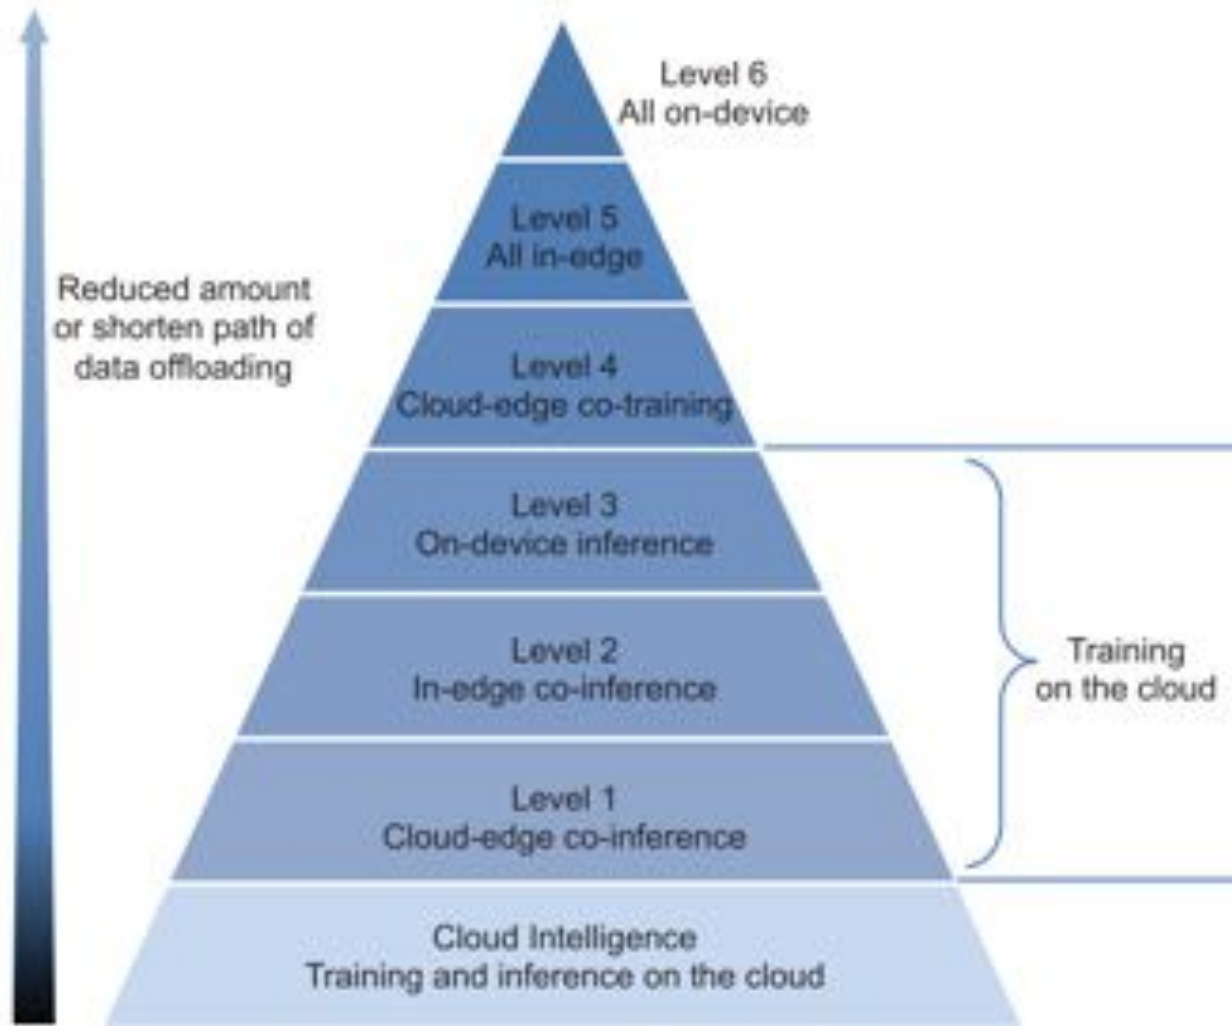 Level 6
All on-device
Level 5
All in-edge
Reduced amount
or shorten path of
data offloading
Level 4
Cloud-edge co-training
Level 3
On-device inference
Level 2
In-edge co-inference
Training
on the cloud
Level 1
Cloud-edge co-inference
Cloud Intelligence
Training and inference on the cloud